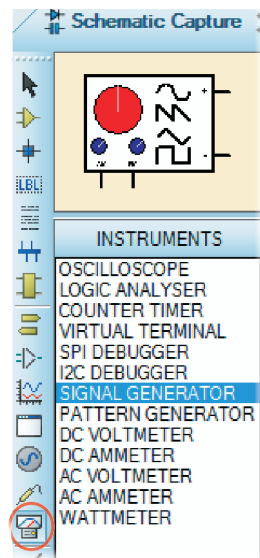 Schematic Capture
LBL
INSTRUMENTS
OSCILLOSCOPE
LOGIC ANALYSER
COUNTER TIMER
VIRTUAL TERMINAL
SPI DEBUGGER
I2C DEBUGGER
SIGNAL GENERATOR
PATTERN GENERATOR
DC VOLTMETER
DC AMMETER
AC VOLTMETER
AC AMMETER
WATTMETER